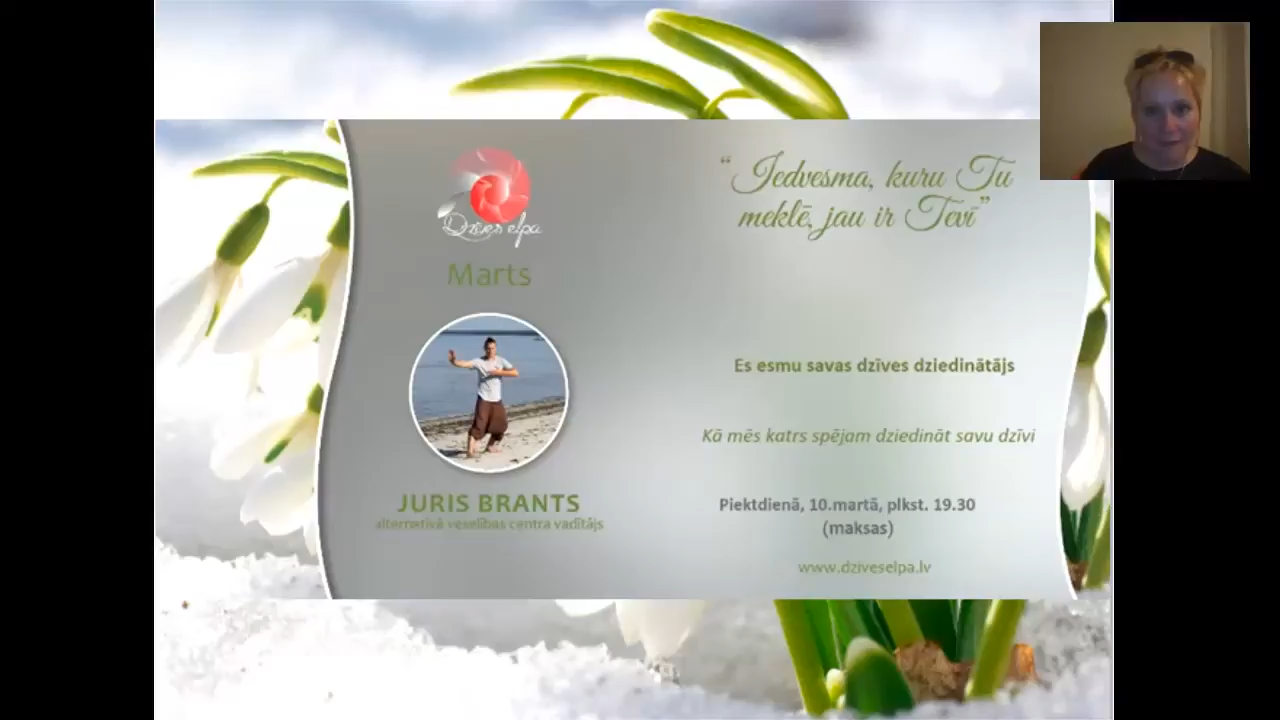 Dzīves elpa
Marts
JURIS BRANTS
alternatīvā veselības centra vadītājs
“Iedvesma, kuru Tu
meklē, jau ir Tevī”
Es esmu savas dzīves dziedinātājs
Kā mēs katrs spējam dziedināt savu dzīvi
Piektdienā, 10.martā, plkst. 19.30
(maksas)
www.dziveselpa.lv